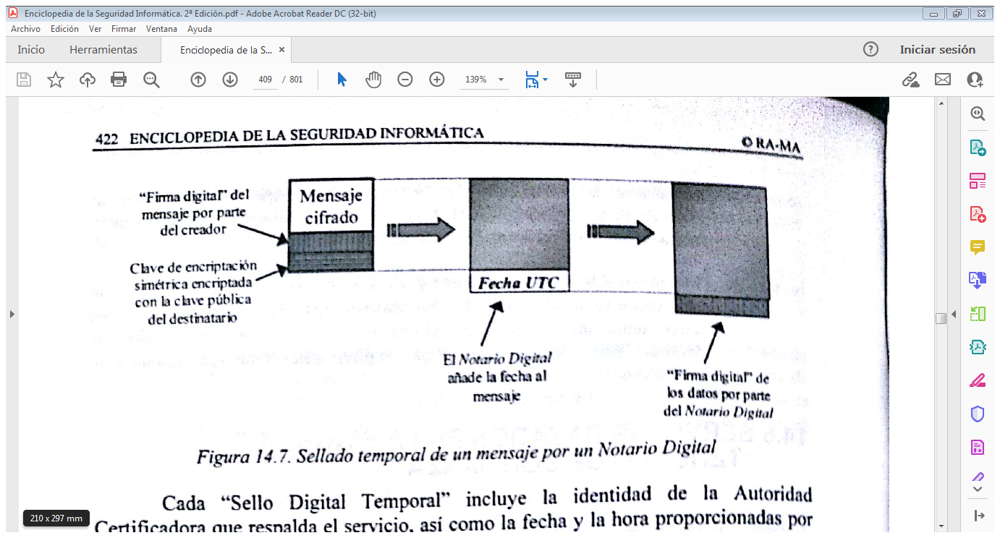 Enciclopedia de la Seguridad Informática. 2ª Edición.pdf - Adobe Acrobat Reader DC (32-bit)
Archivo Edición Ver Firmar Ventana Ayuda
Inicio Herramientas Enciclopedia de la S... × Iniciar sesión
409 / 801 139%
422 ENCICLOPEDIA DE LA SEGURIDAD INFORMÁTICA © RA-MA
“Firma digital” del
mensaje por parte
del creador
Clave de encriptación
simétrica encriptada
con la clave pública
del destinatario
Mensaje
cifrado
Fecha UTC
El Notario Digital
añade la fecha al
mensaje
“Firma digital” de
los datos por parte
del Notario Digital
Figura 14.7. Sellado temporal de un mensaje por un Notario Digital
Cada “Sello Digital Temporal” incluye la identidad de la Autoridad
Certificadora que respalda el servicio, así como la fecha y la hora proporcionadas por
210 x 297 mm